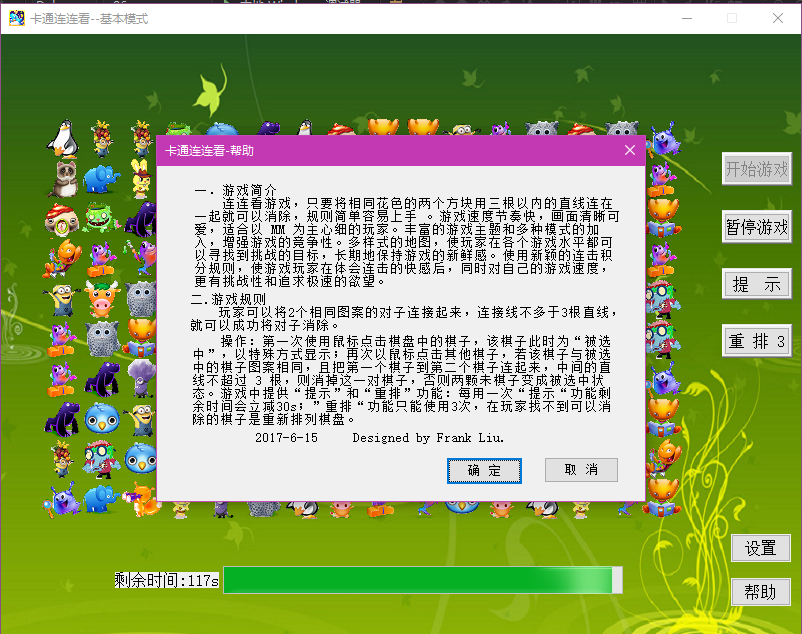 卡通连连看--基本模式
卡通连连看-帮助
一．游戏简介
连连看游戏，只要将相同花色的两个方块用三根以内的直线连在
一起就可以消除，规则简单容易上手 。游戏速度节奏快，画面清晰可
爱，适合以 MM 为主心细的玩家。丰富的游戏主题和多种模式的加
入，增强游戏的竞争性。多样式的地图，使玩家在各个游戏水平都可
以寻找到挑战的目标，长期地保持游戏的新鲜感。使用新颖的连击积
分规则，使游戏玩家在体会连击的快感后，同时对自己的游戏速度，
更有挑战性和追求极速的欲望。
二.游戏规则
玩家可以将2个相同图案的对子连接起来，连接线不多于3根直线，
就可以成功将对子消除。
操作：第一次使用鼠标点击棋盘中的棋子，该棋子此时为“被选
中”，以特殊方式显示；再次以鼠标点击其他棋子，若该棋子与被选
中的棋子图案相同，且把第一个棋子到第二个棋子连起来，中间的直
线不超过 3 根，则消掉这一对棋子，否则两颗未棋子变成被选中状
态。游戏中提供“提示”和“重排”功能：每用一次“提示“功能剩
余时间会立减30s；”重排“功能只能使用3次，在玩家找不到可以消
除的棋子是重新排列棋盘。
2017-6-15 Designed by Frank Liu.
确 定
取 消
开始游戏
暂停游戏
提 示
重 排 3
设置
帮助
剩余时间:117s